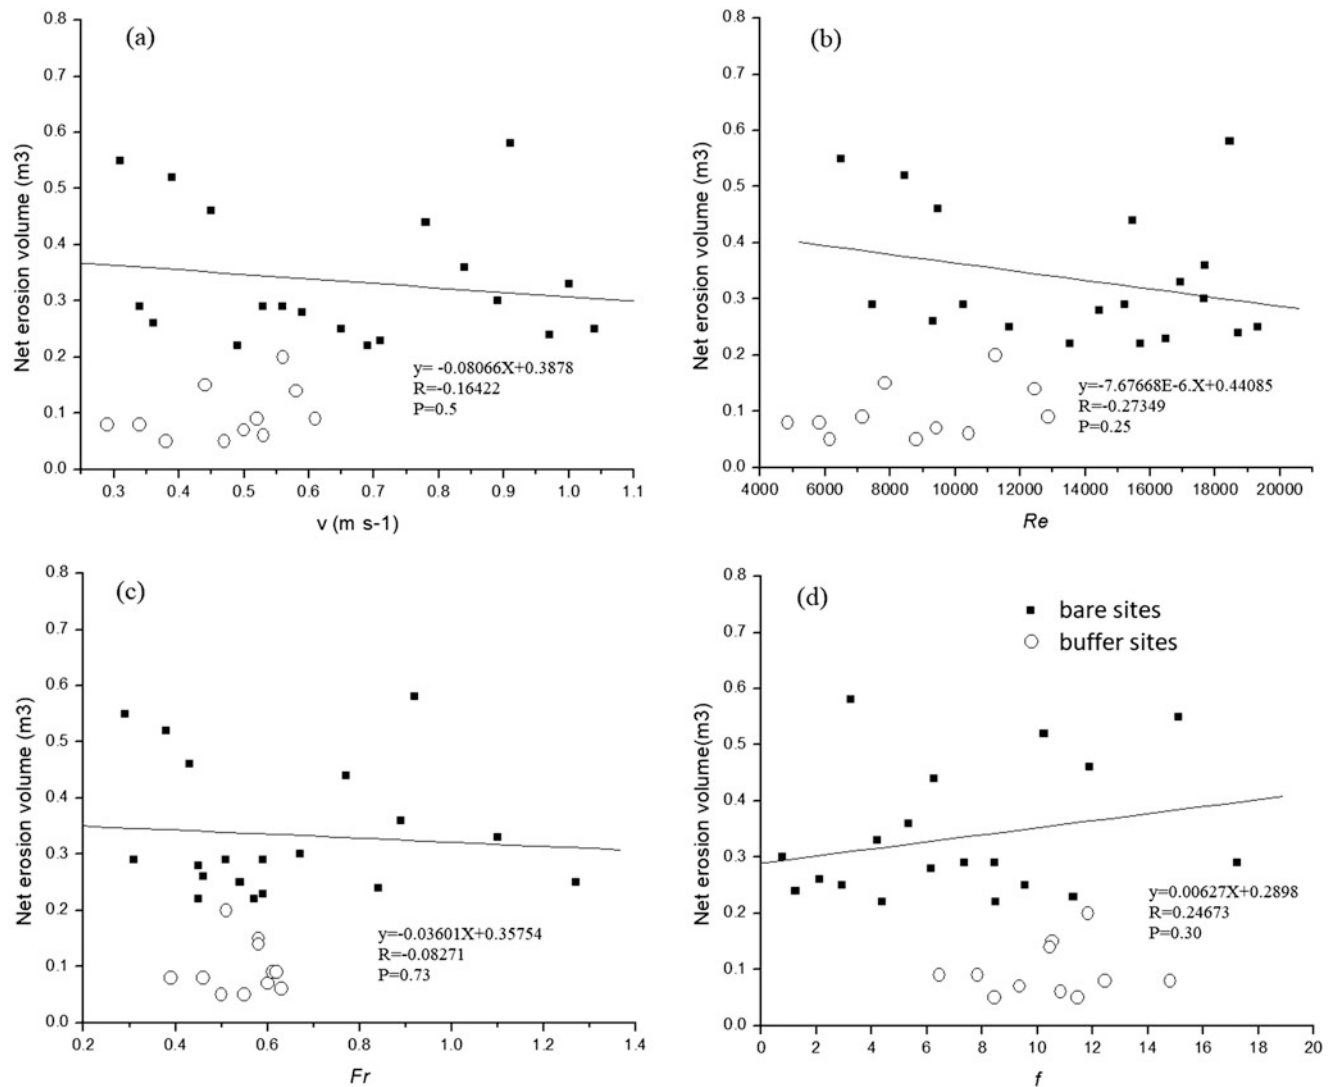 (a)
Net erosion volume (m3)
0.8
0.7
0.6
0.5
0.4
0.3
0.2
0.1
0.0
y= -0.08066X+0.3878
R=-0.16422
P=0.5
0.3 0.4 0.5 0.6 0.7 0.8 0.9 1.0 1.1
v (m s-1)
(b)
Net erosion volume (m3)
0.8
0.7
0.6
0.5
0.4
0.3
0.2
0.1
0.0
y=-7.67668E-6.X+0.44085
R=-0.27349
P=0.25
4000 6000 8000 10000 12000 14000 16000 18000 20000
Re
(c)
Net erosion volume (m3)
0.8
0.7
0.6
0.5
0.4
0.3
0.2
0.1
0.0
y=-0.03601X+0.35754
R=-0.08271
P=0.73
0.2 0.4 0.6 0.8 1.0 1.2 1.4
Fr
(d)
bare sites
buffer sites
Net erosion volume(m3)
0.8
0.7
0.6
0.5
0.4
0.3
0.2
0.1
0.0
y=0.00627X+0.2898
R=0.24673
P=0.30
0 2 4 6 8 10 12 14 16 18 20
f